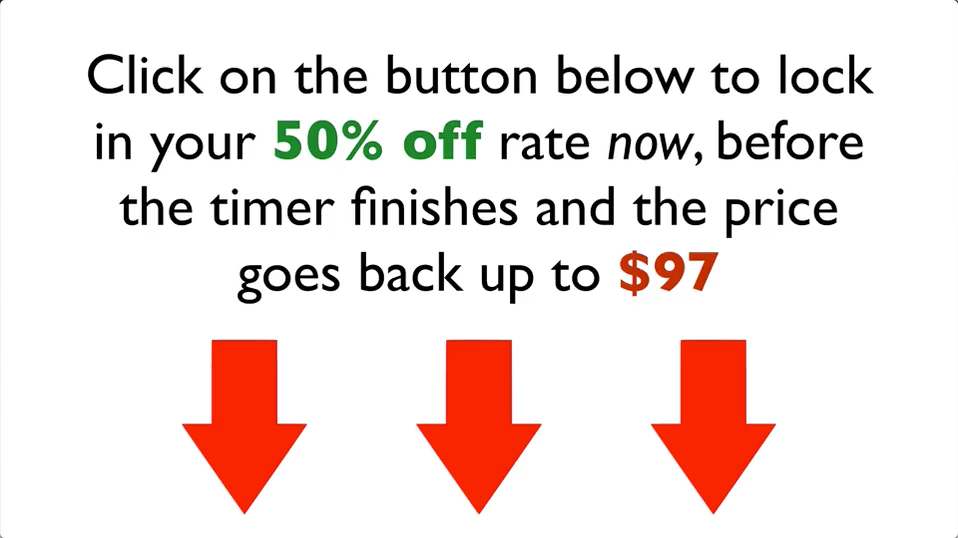 Click on the button below to lock
in your 50% off rate now, before
the timer finishes and the price
goes back up to $97